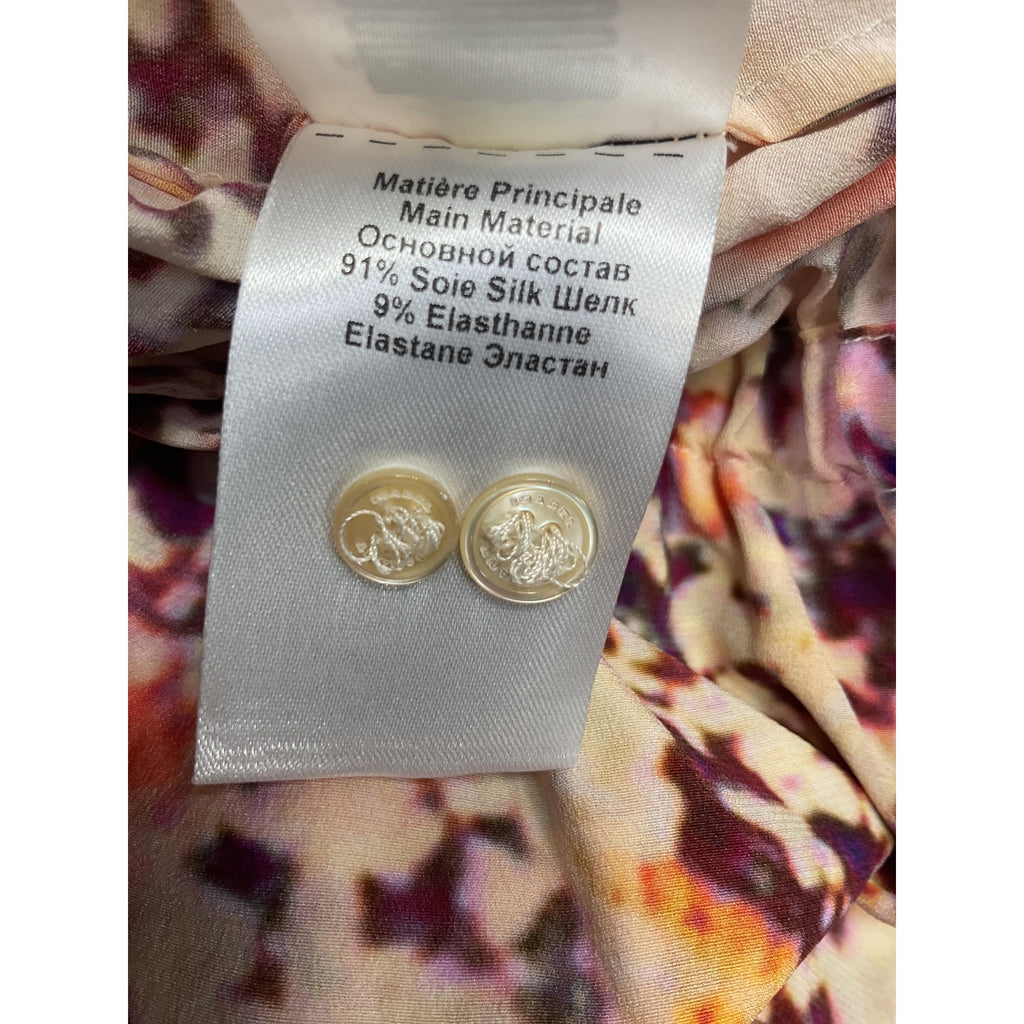 Matière Principale
Main Material
Основной состав
91% Soie Silk Шелк
9% Elasthanne
Elastane Эластан